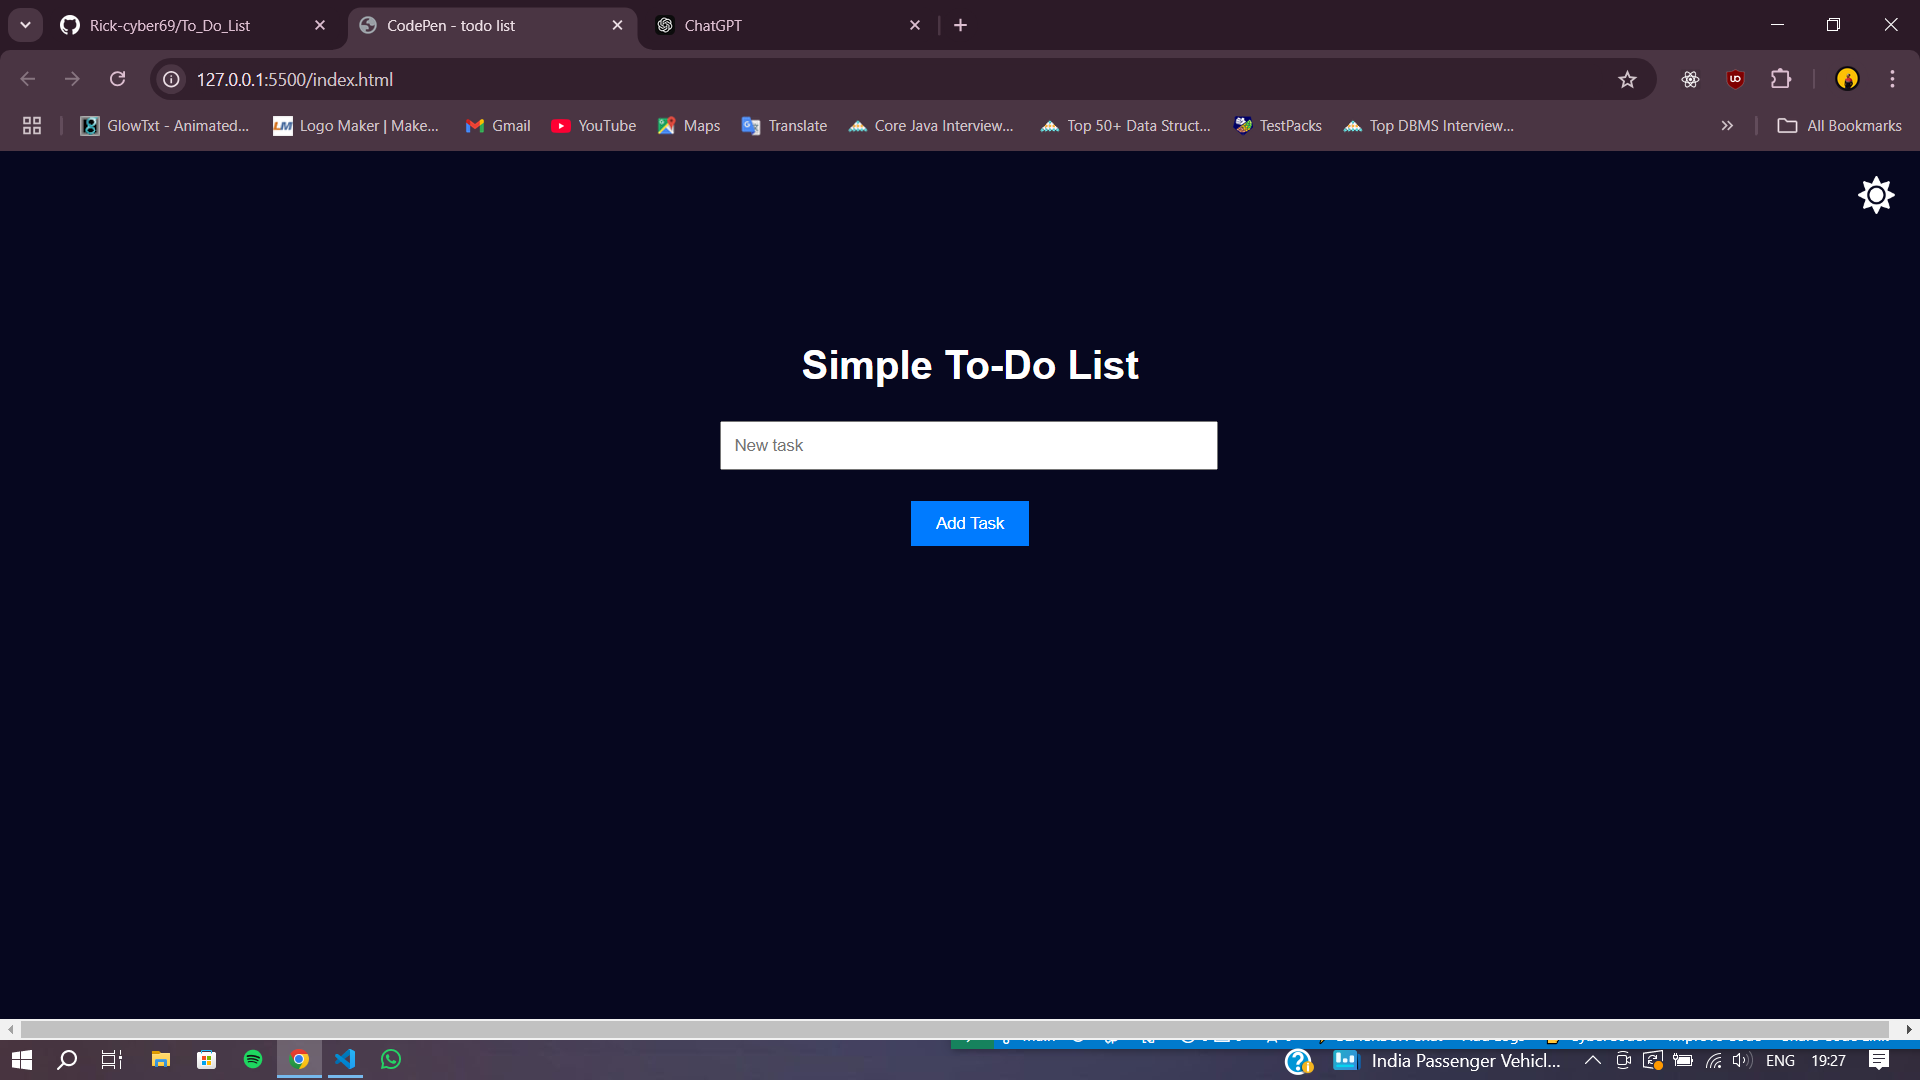 Rick-cyber69/To_Do_List
CodePen - todo list
ChatGPT
127.0.0.1:5500/index.html
GlowTxt - Animated...
LM Logo Maker | Make...
Gmail
YouTube
Maps
Translate
Core Java Interview...
Top 50+ Data Struct...
TestPacks
Top DBMS Interview...
All Bookmarks
Simple To-Do List
New task
Add Task
India Passenger Vehicl...
ENG
19:27